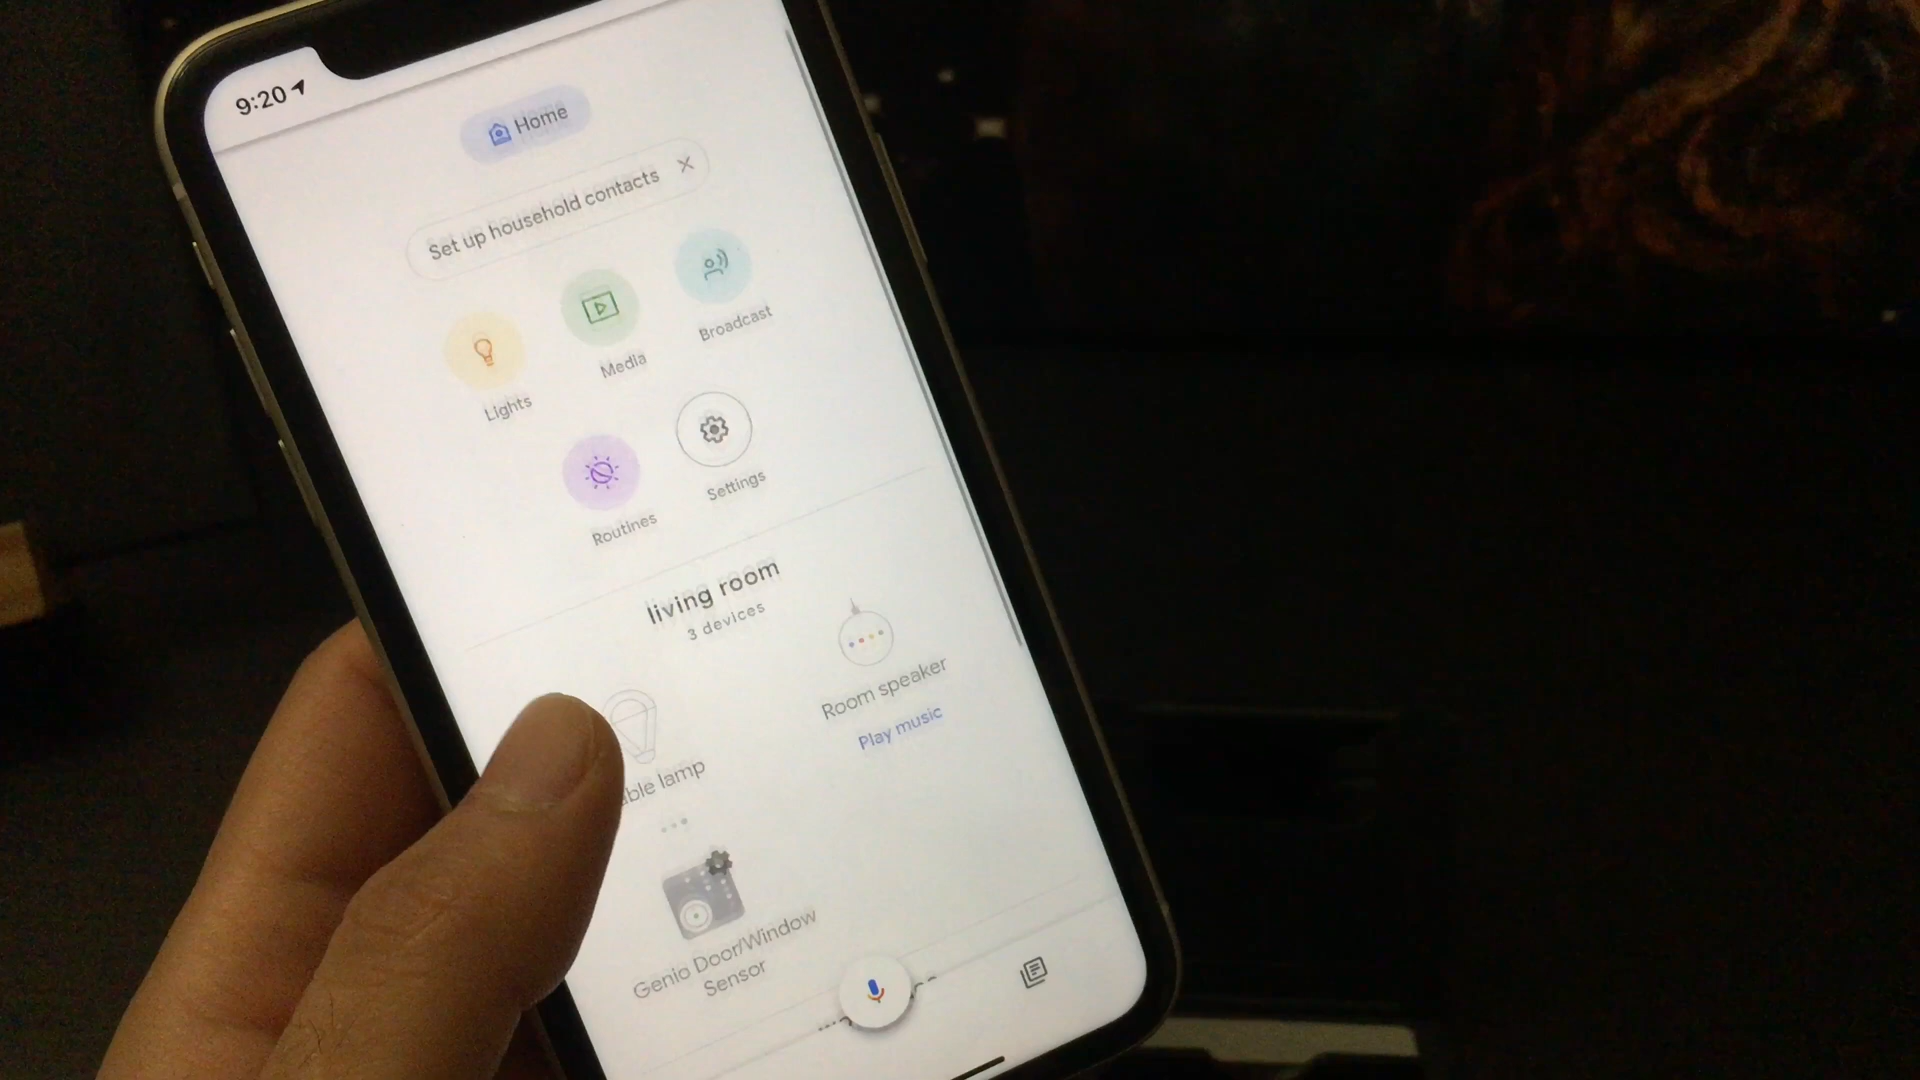 9:20
Home
Set up household contacts
Lights
Media
Broadcast
Routines
Settings
living room
3 devices
able lamp
Room speaker
Play music
Genio Door/Window
Sensor